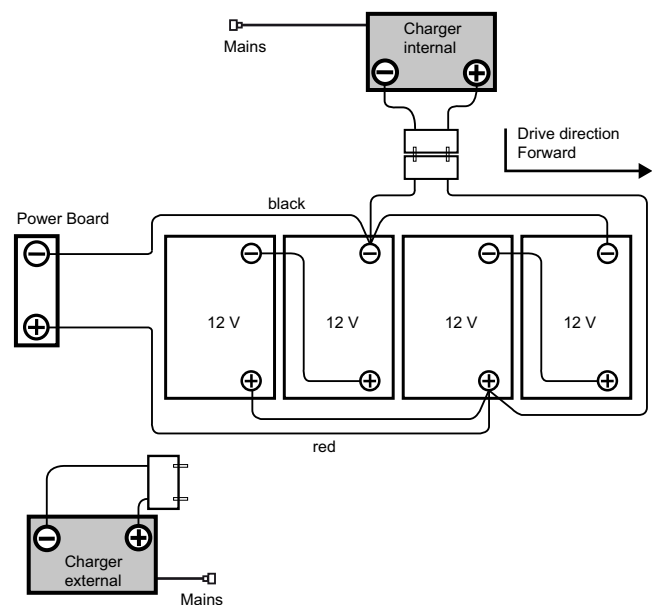 Charger
internal
Mains
Drive direction
Forward
black
Power Board
12 V
12 V
12 V
12 V
red
Charger
external
Mains